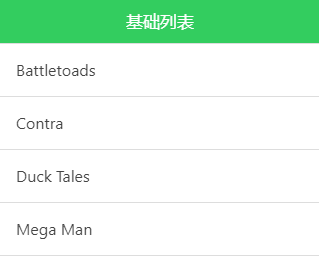 基础列表
Battletoads
Contra
Duck Tales
Mega Man